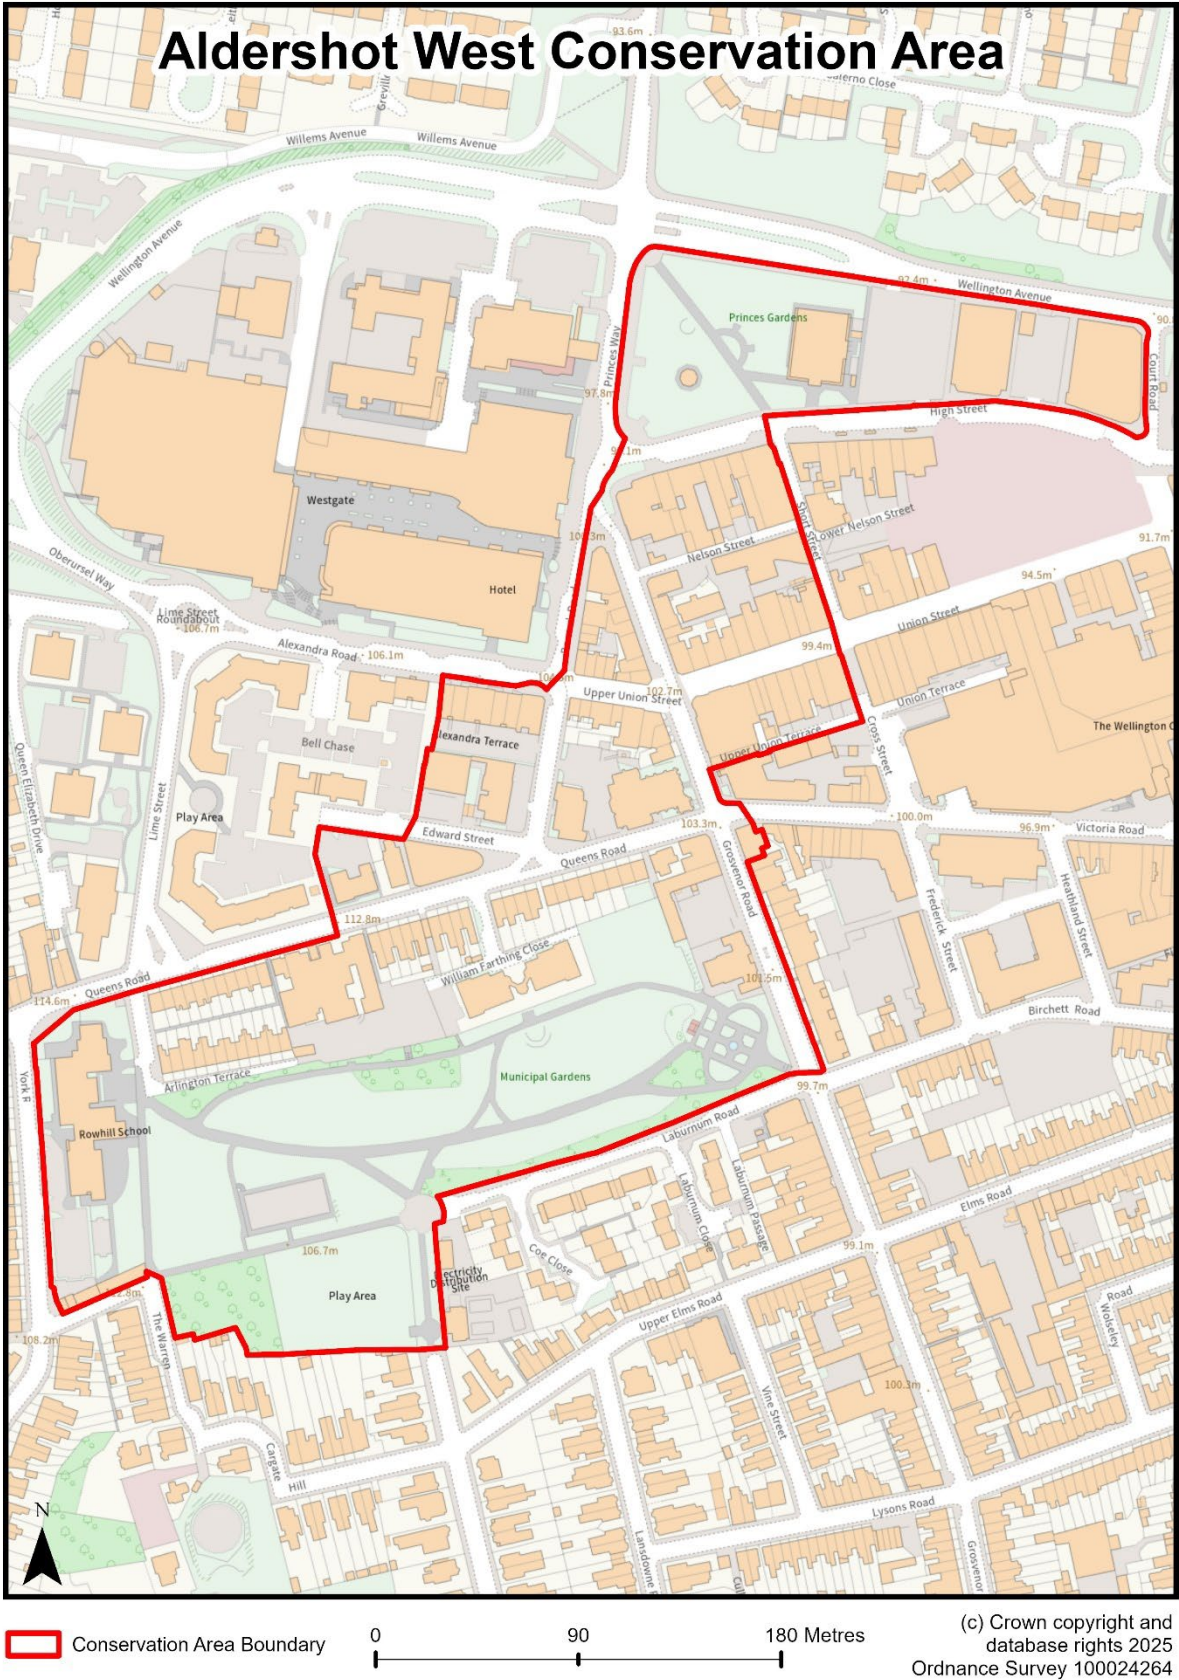 Aldershot West Conservation Area
93.6m
Willems Avenue
Willems Avenue
Wellington Avenue
92.4m
Wellington Avenue
Princes Gardens
Princes Way
Court Road
97.8m
High Street
Westgate
Short Street
Lower Nelson Street
Nelson Street
91.7m
Oberursel Way
Hotel
94.5m
Lime Street
Roundabout
106.7m
Union Street
Alexandra Road
106.1m
99.4m
Upper Union Street
102.7m
Union Terrace
The Wellington C
Bell Chase
Upper Union Terrace
Cross Street
Queen Elizabeth Drive
Lime Street
Play Area
Edward Street
103.3m
100.0m
96.9m
Victoria Road
Queens Road
Grosvenor Road
Frederick Street
Heathland Street
112.8m
William Farthing Close
101.5m
Queens Road
114.6m
Birchett Road
York R
Arlington Terrace
Municipal Gardens
99.7m
Rowhill School
Laburnum Road
Laburnum Close
Laburnum Passage
Elms Road
106.7m
Coe Close
99.1m
Electricity
Distribution
Site
Play Area
Upper Elms Road
Road
Wolseley
108.2m
The Warren
100.3m
Vine Street
Cargate
Hill
Lysons Road
Lansdowne
Grosvenor
N
Conservation Area Boundary
0 90 180 Metres
(c) Crown copyright and
database rights 2025
Ordnance Survey 100024264